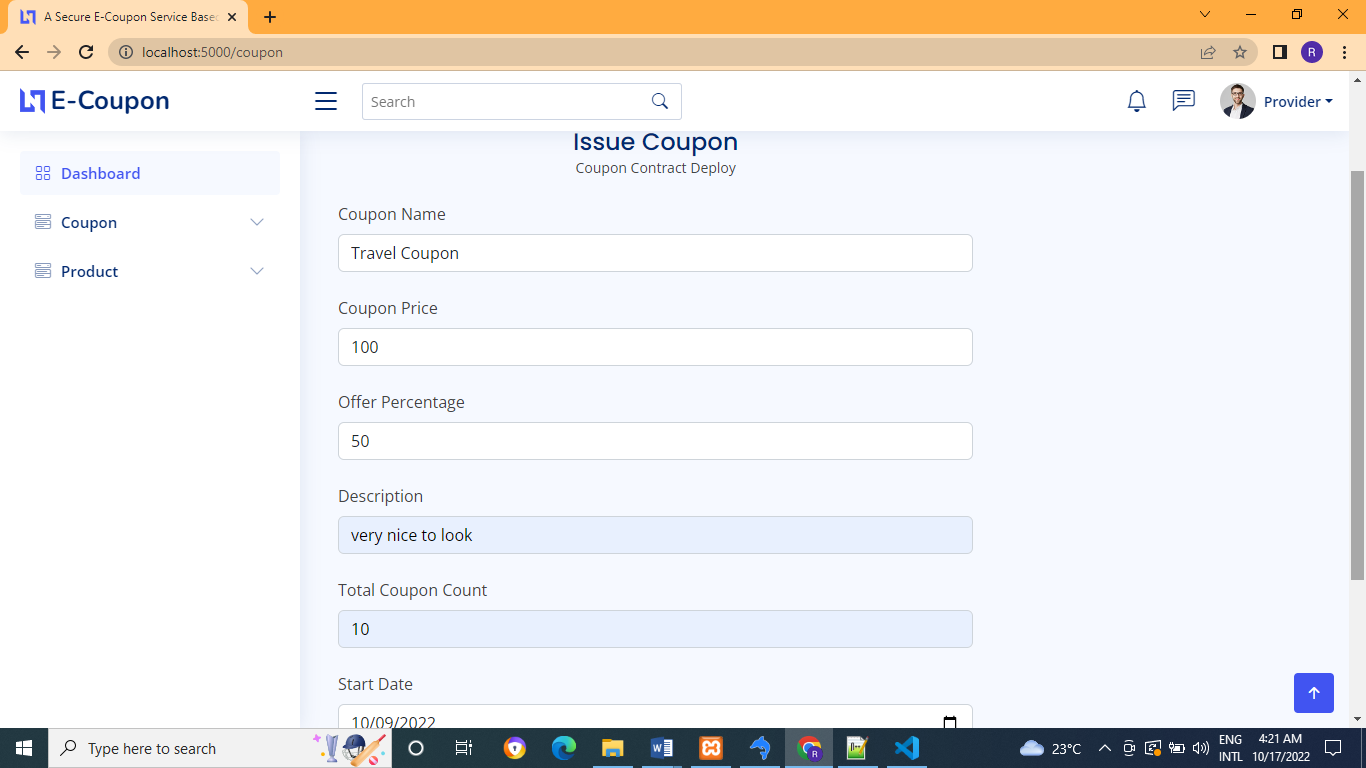 A Secure E-Coupon Service Base
localhost:5000/coupon
R
E-Coupon
Search
Provider
Dashboard
Coupon
Product
Issue Coupon
Coupon Contract Deploy
Coupon Name
Travel Coupon
Coupon Price
100
Offer Percentage
50
Description
very nice to look
Total Coupon Count
10
Start Date
10/09/2022
Type here to search
R
23°C
ENG
INTL
4:21 AM
10/17/2022